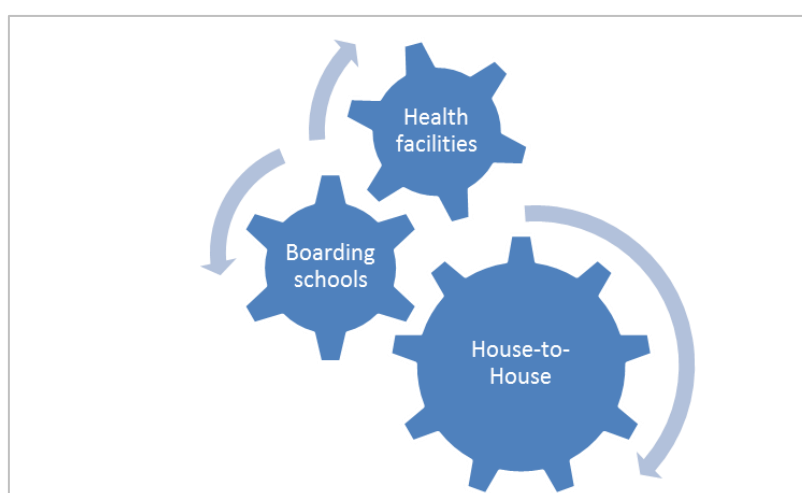 Health
facilities
Boarding
schools
House-to-
House